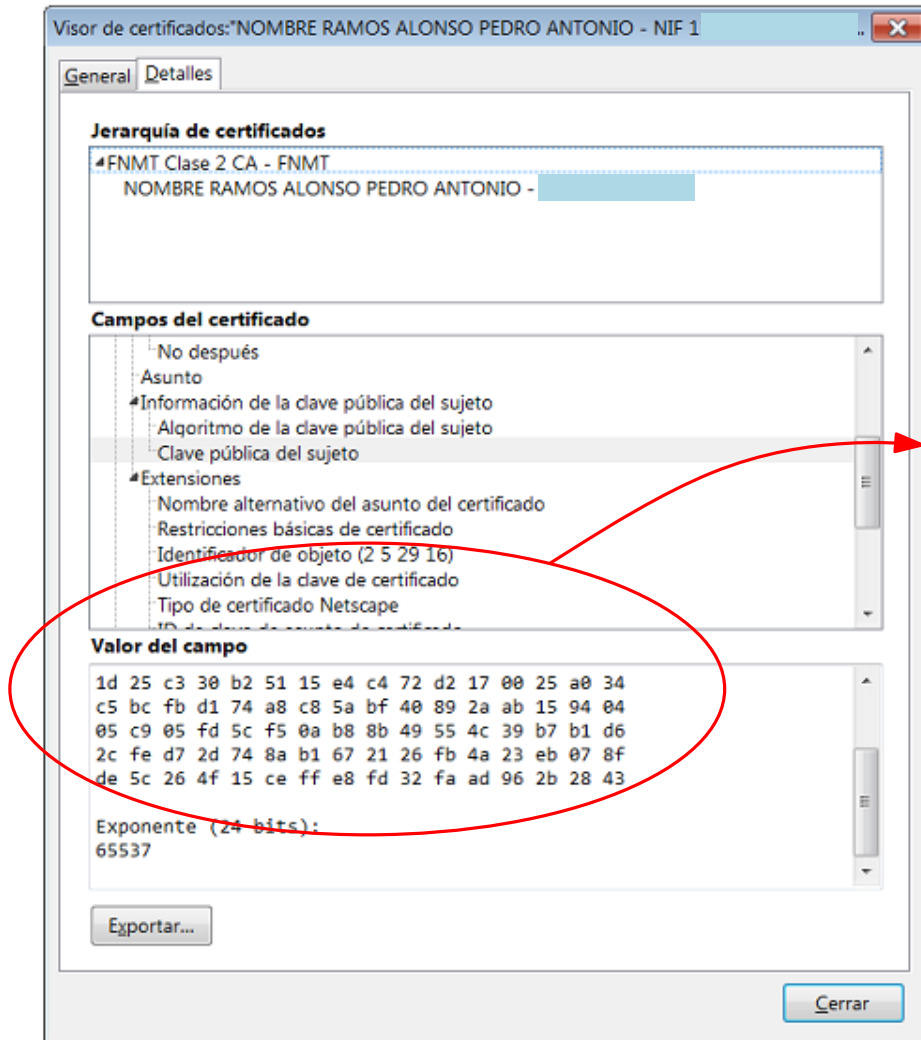 Visor de certificados:"NOMBRE RAMOS ALONSO PEDRO ANTONIO - NIF 1 ..
General Detalles
Jerarquía de certificados
FNMT Clase 2 CA - FNMT
NOMBRE RAMOS ALONSO PEDRO ANTONIO -
Campos del certificado
No después
Asunto
Información de la clave pública del sujeto
Algoritmo de la clave pública del sujeto
Clave pública del sujeto
Extensiones
Nombre alternativo del asunto del certificado
Restricciones básicas de certificado
Identificador de objeto (2 5 29 16)
Utilización de la clave de certificado
Tipo de certificado Netscape
ID de clave de asunto de certificado
Valor del campo
1d 25 c3 30 b2 51 15 e4 c4 72 d2 17 00 25 a0 34
c5 bc fb d1 74 a8 c8 5a bf 40 89 2a ab 15 94 04
05 c9 05 fd 5c f5 0a b8 8b 49 55 4c 39 b7 b1 d6
2c fe d7 2d 74 8a b1 67 21 26 fb 4a 23 eb 07 8f
de 5c 26 4f 15 ce ff e8 fd 32 fa ad 96 2b 28 43
Exponente (24 bits):
65537
Exportar...
Cerrar